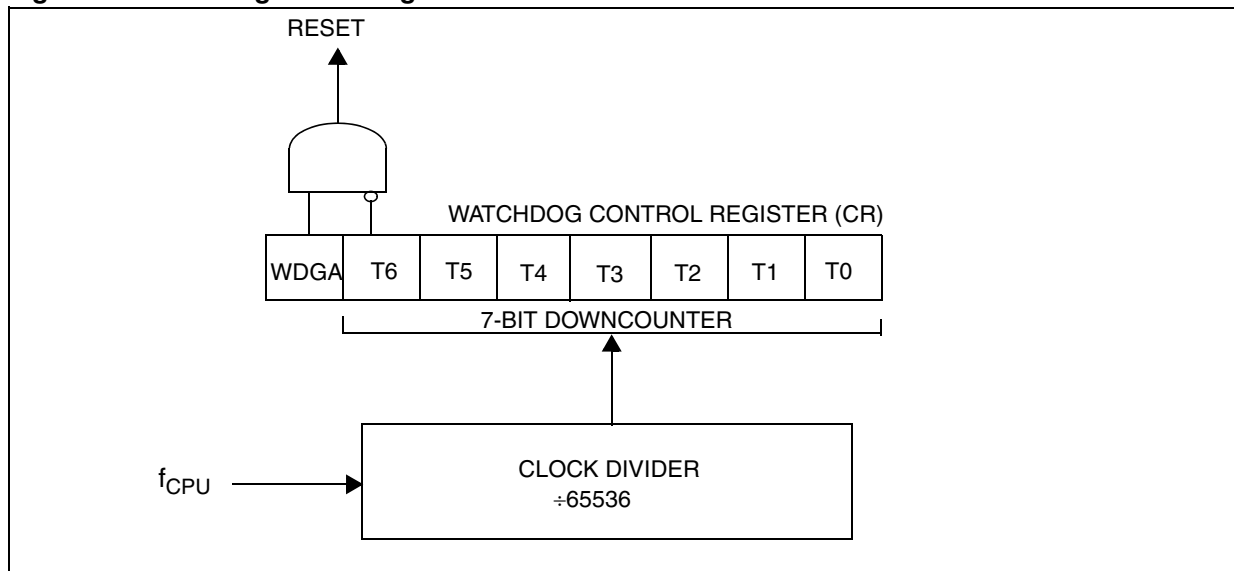 RESET
WATCHDOG CONTROL REGISTER (CR)
WDGA T6 T5 T4 T3 T2 T1 T0
7-BIT DOWNCOUNTER
fCPU
CLOCK DIVIDER
÷65536